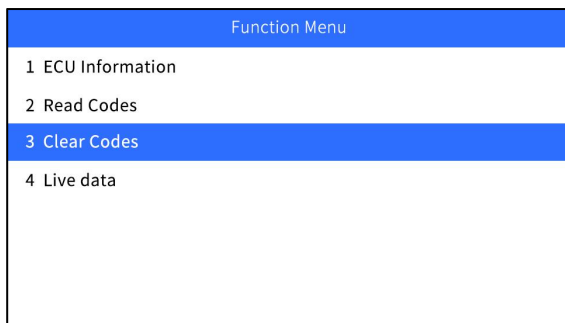 Function Menu
1 ECU Information
2 Read Codes
3 Clear Codes
4 Live data